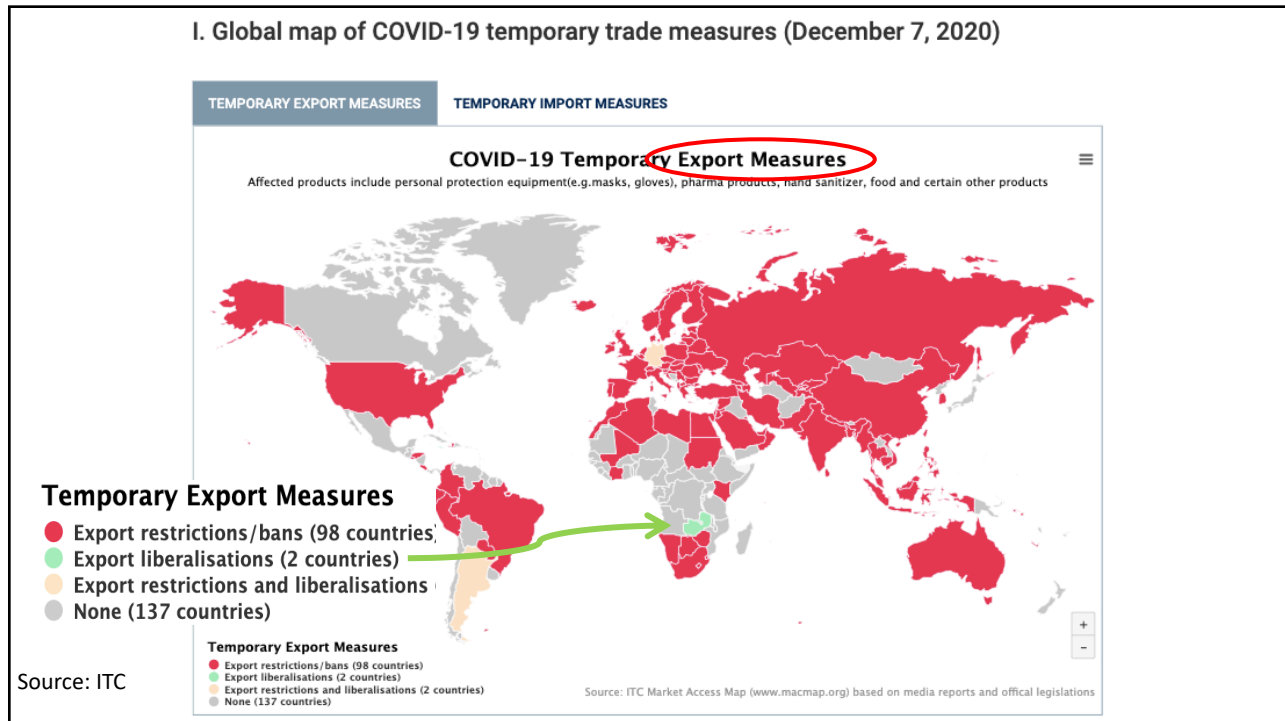 I. Global map of COVID-19 temporary trade measures (December 7, 2020)
TEMPORARY EXPORT MEASURES
TEMPORARY IMPORT MEASURES
COVID-19 Temporary Export Measures
Affected products include personal protection equipment(e.g.masks, gloves), pharma products, hand sanitizer, food and certain other products
Temporary Export Measures
Export restrictions/bans (98 countries)
Export liberalisations (2 countries)
Export restrictions and liberalisations
None (137 countries)
+
-
Temporary Export Measures
Export restrictions/bans (98 countries)
Export liberalisations (2 countries)
Export restrictions and liberalisations (2 countries)
None (137 countries)
Source: ITC Market Access Map (www.macmap.org) based on media reports and offical legislations
Source: ITC